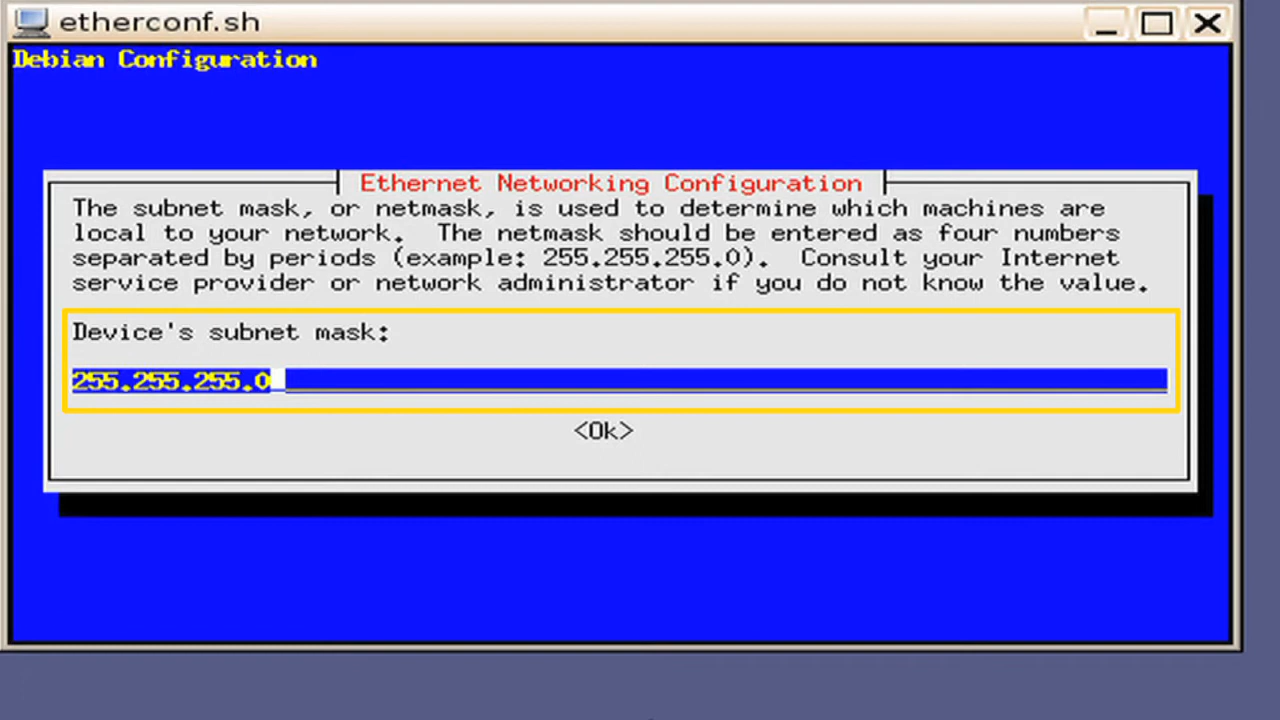 etherconf.sh
Debian Configuration
Ethernet Networking Configuration
The subnet mask, or netmask, is used to determine which machines are
local to your network.  The netmask should be entered as four numbers
separated by periods (example: 255.255.255.0).  Consult your Internet
service provider or network administrator if you do not know the value.
Device's subnet mask:
255.255.255.0
<Ok>